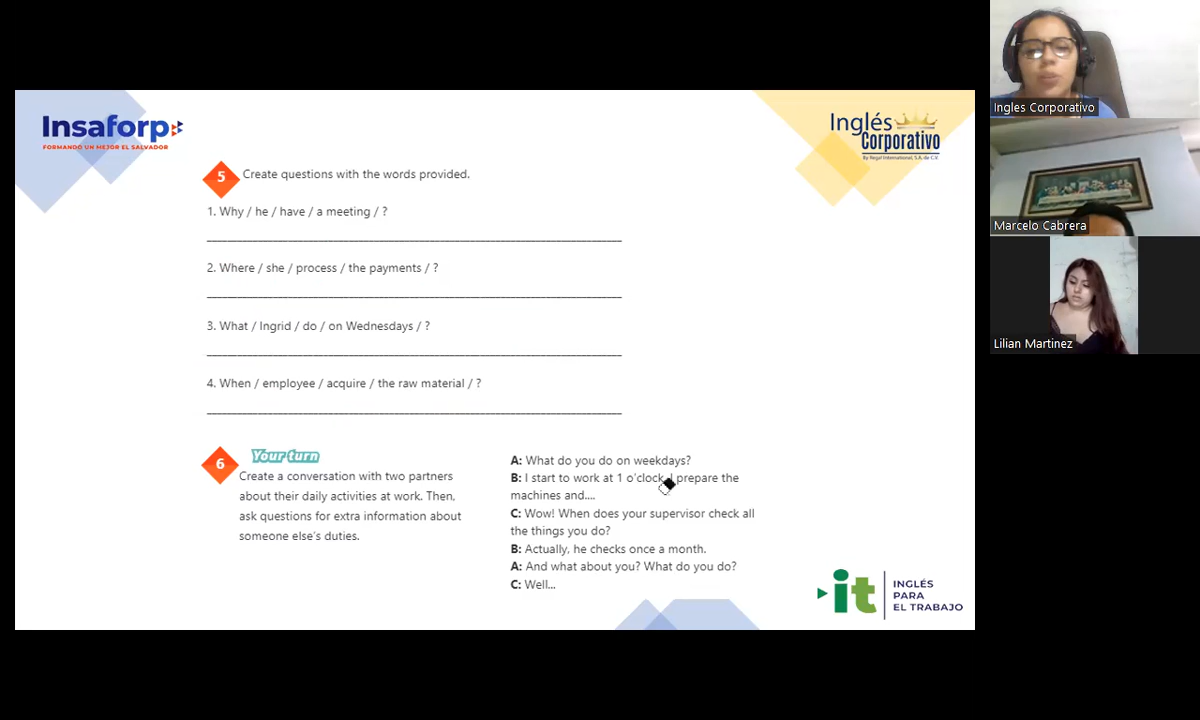 Insaforp
FORMANDO UN MEJOR EL SALVADOR
Inglés
Corporativo
By Regal International, S.A. de C.V.
5 Create questions with the words provided.
1. Why / he / have / a meeting / ?
2. Where / she / process / the payments / ?
3. What / Ingrid / do / on Wednesdays / ?
4. When / employee / acquire / the raw material / ?
6 Your turn
Create a conversation with two partners
about their daily activities at work. Then,
ask questions for extra information about
someone else's duties.
A: What do you do on weekdays?
B: I start to work at 1 o'clock. I prepare the
machines and....
C: Wow! When does your supervisor check all
the things you do?
B: Actually, he checks once a month.
A: And what about you? What do you do?
C: Well...
it
INGLÉS
PARA
EL TRABAJO
Ingles Corporativo
Marcelo Cabrera
Lilian Martinez